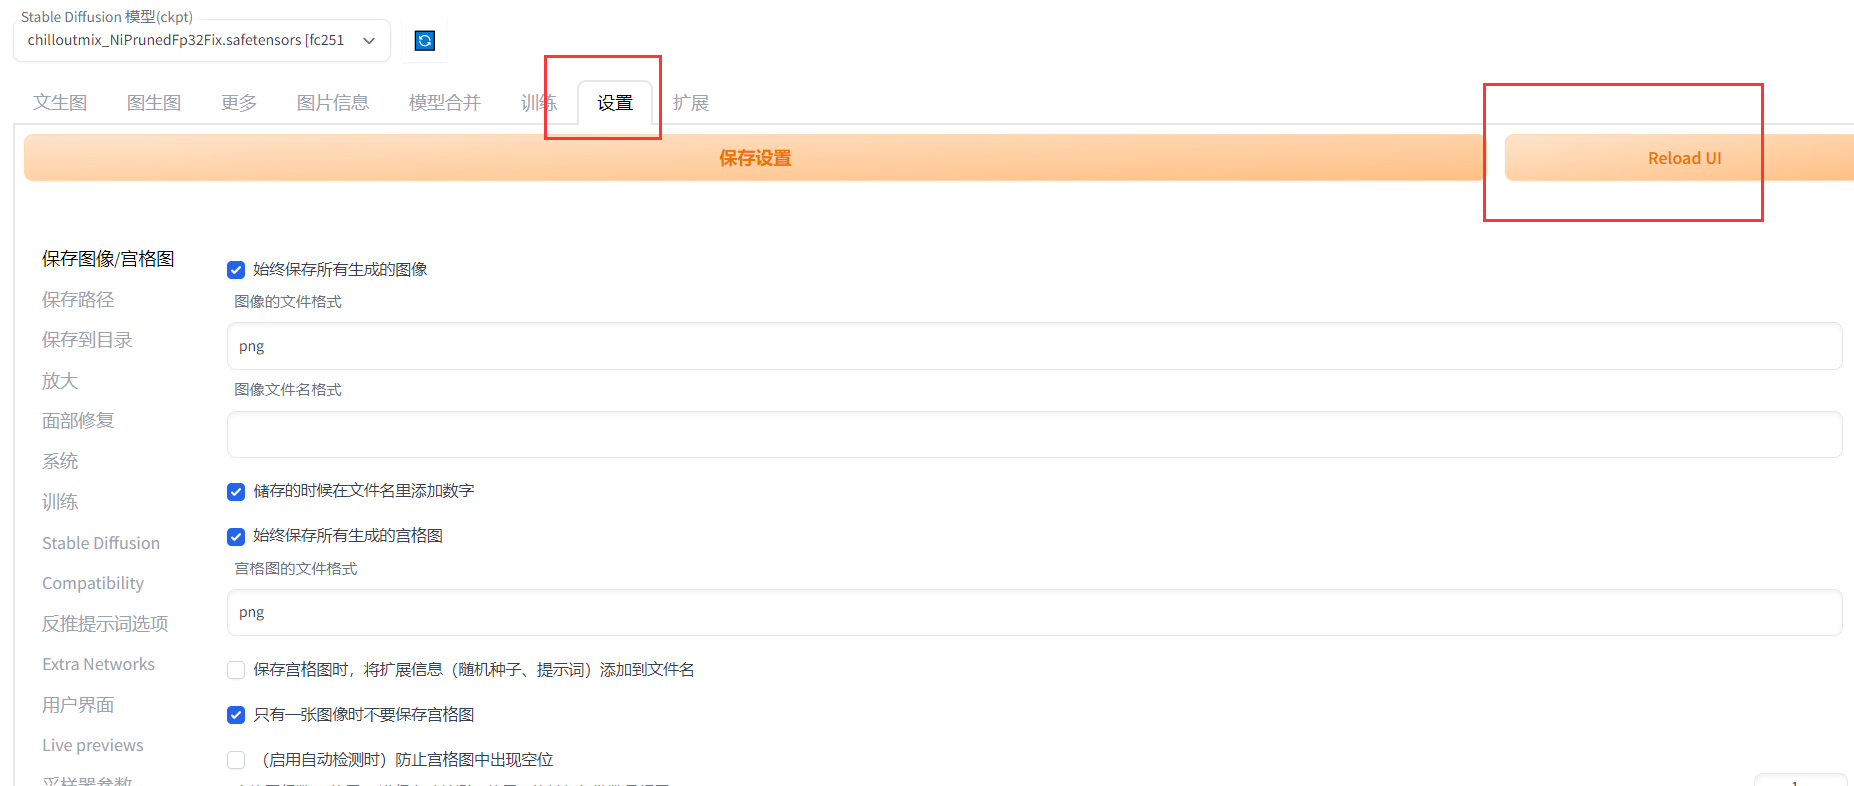 Stable Diffusion 模型(ckpt)
chilloutmix_NiPrunedFp32Fix.safetensors [fc251
文生图 图生图 更多 图片信息 模型合并 训练 设置 扩展
保存设置 Reload UI
保存图像/宫格图
保存路径
保存到目录
放大
面部修复
系统
训练
Stable Diffusion
Compatibility
反推提示词选项
Extra Networks
用户界面
Live previews
采样器参数
始终保存所有生成的图像
图像的文件格式
png
图像文件名格式
储存的时候在文件名里添加数字
始终保存所有生成的宫格图
宫格图的文件格式
png
保存宫格图时，将扩展信息（随机种子、提示词）添加到文件名
只有一张图像时不要保存宫格图
（启用自动检测时）防止宫格图中出现空位